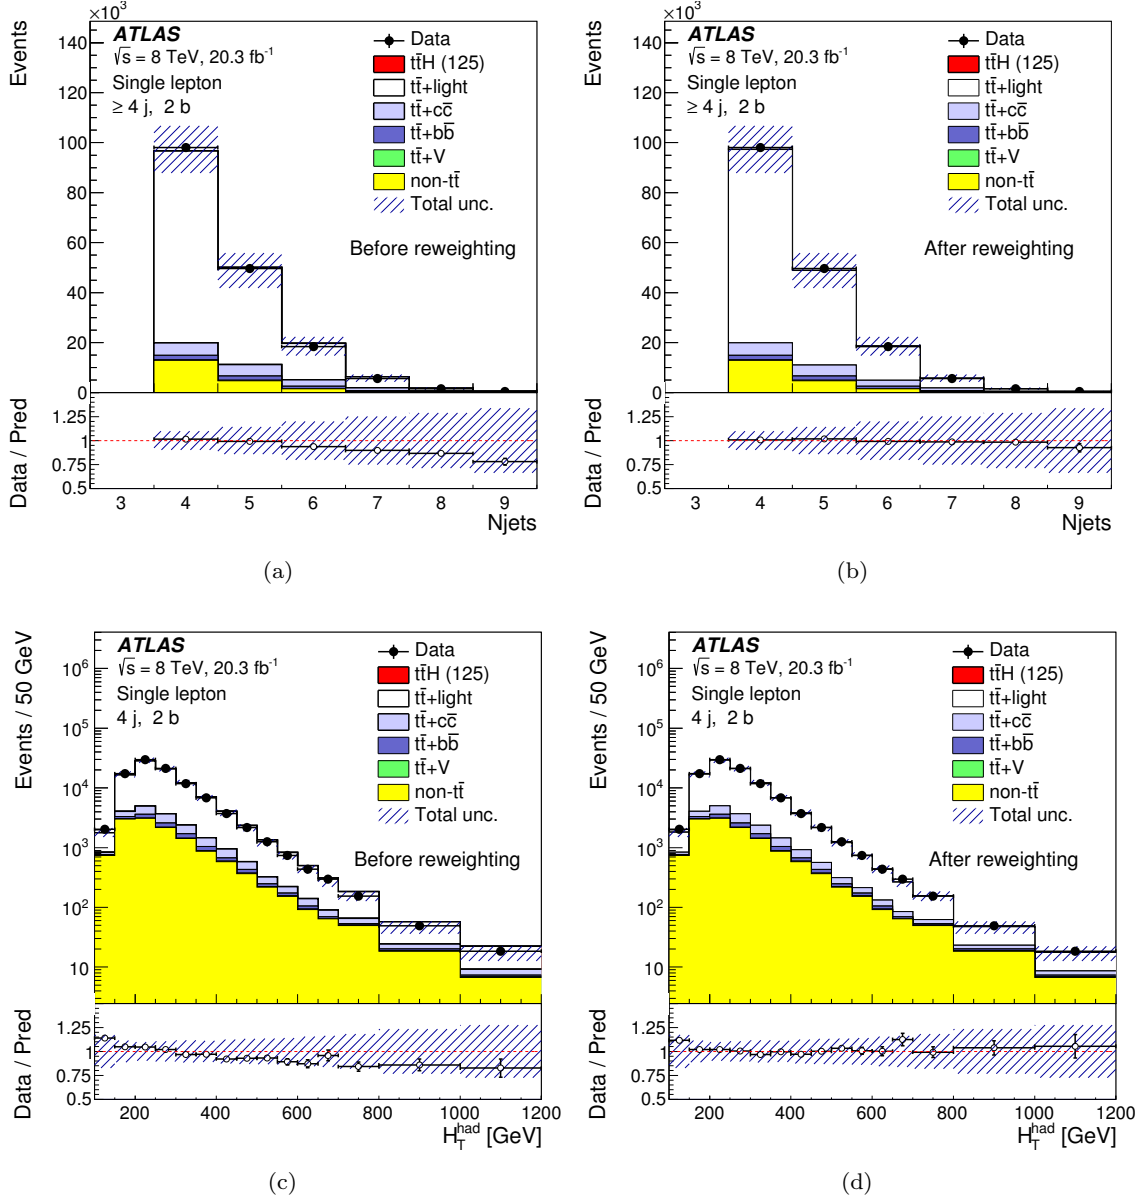 ×10³
Events
ATLAS
√s = 8 TeV, 20.3 fb⁻¹
Single lepton
≥ 4 j, 2 b
Data
tt̄H (125)
tt̄+light
tt̄+cc̄
tt̄+bb̄
tt̄+V
non-tt̄
Total unc.
Before reweighting
140
120
100
80
60
40
20
0
Data / Pred
1.25
1
0.75
0.5
3 4 5 6 7 8 9
Njets
(a)
×10³
Events
ATLAS
√s = 8 TeV, 20.3 fb⁻¹
Single lepton
≥ 4 j, 2 b
Data
tt̄H (125)
tt̄+light
tt̄+cc̄
tt̄+bb̄
tt̄+V
non-tt̄
Total unc.
After reweighting
140
120
100
80
60
40
20
0
Data / Pred
1.25
1
0.75
0.5
3 4 5 6 7 8 9
Njets
(b)
Events / 50 GeV
ATLAS
√s = 8 TeV, 20.3 fb⁻¹
Single lepton
4 j, 2 b
Data
tt̄H (125)
tt̄+light
tt̄+cc̄
tt̄+bb̄
tt̄+V
non-tt̄
Total unc.
Before reweighting
10⁶
10⁵
10⁴
10³
10²
10
Data / Pred
1.25
1
0.75
0.5
200 400 600 800 1000 1200
H_T^had [GeV]
(c)
Events / 50 GeV
ATLAS
√s = 8 TeV, 20.3 fb⁻¹
Single lepton
4 j, 2 b
Data
tt̄H (125)
tt̄+light
tt̄+cc̄
tt̄+bb̄
tt̄+V
non-tt̄
Total unc.
After reweighting
10⁶
10⁵
10⁴
10³
10²
10
Data / Pred
1.25
1
0.75
0.5
200 400 600 800 1000 1200
H_T^had [GeV]
(d)